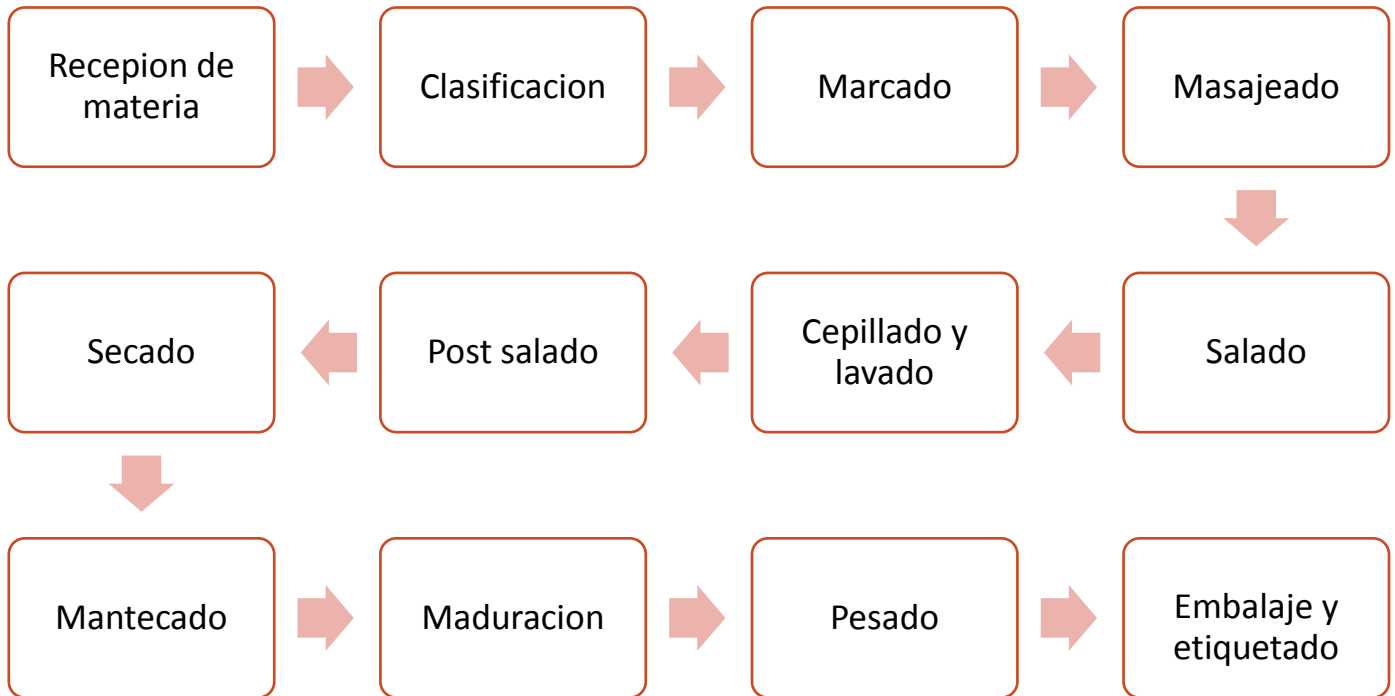 Recepion de
materia
Clasificacion
Marcado
Masajeado
Salado
Cepillado y
lavado
Post salado
Secado
Mantecado
Maduracion
Pesado
Embalaje y
etiquetado